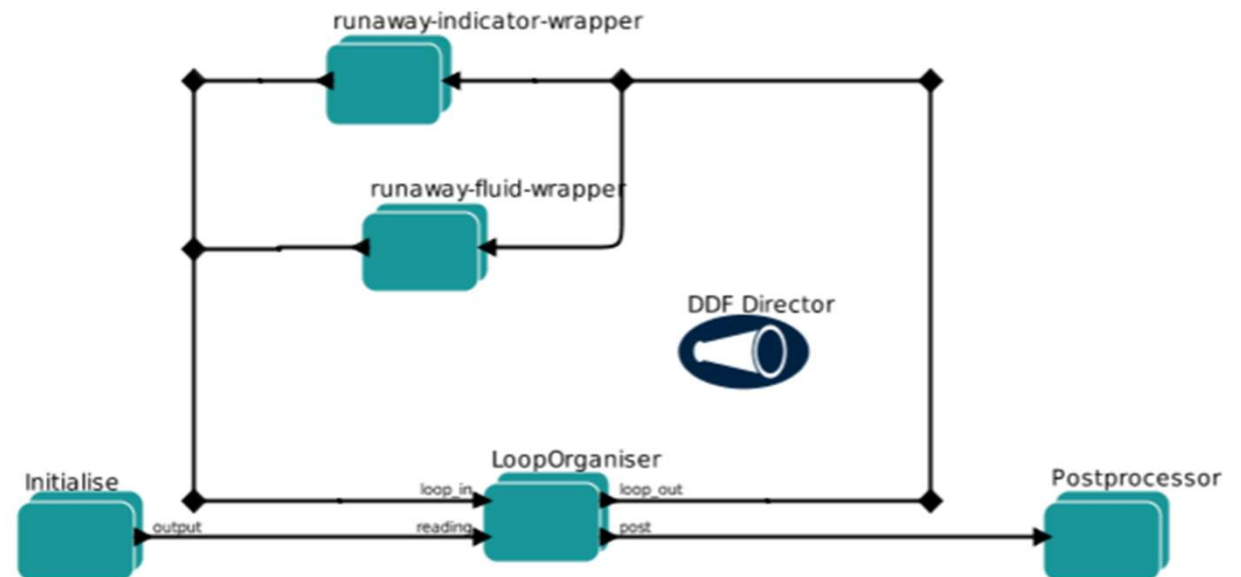 runaway-indicator-wrapper
runaway-fluid-wrapper
DDF Director
LoopOrganiser
Initialise
Postprocessor
loop_in
loop_out
output
reading
post